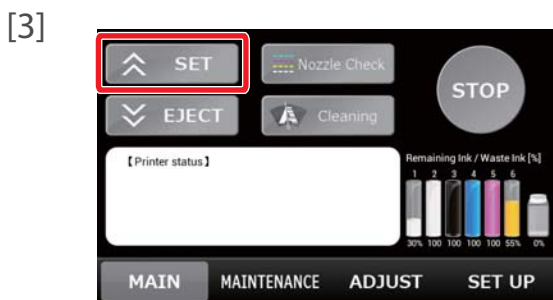 [3]
SET
Nozzle Check
STOP
EJECT
Cleaning
【Printer status】
Remaining Ink / Waste Ink [%]
1 2 3 4 5 6
30% 100 100 100 100 55% 0%
MAIN MAINTENANCE ADJUST SET UP